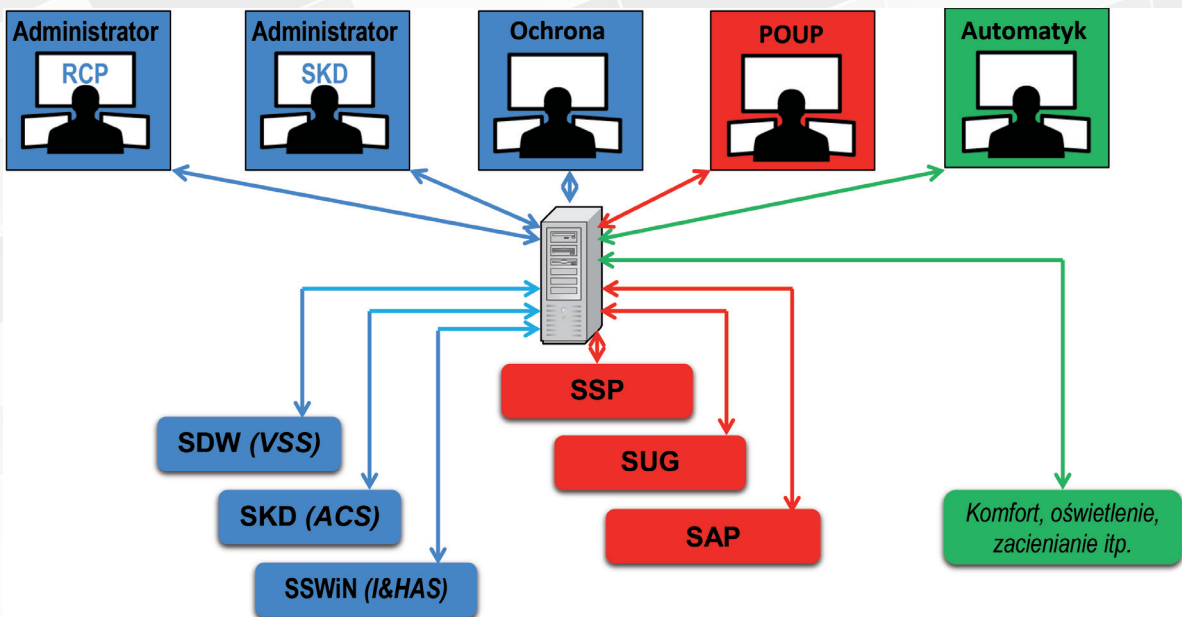 Administrator
RCP
Administrator
SKD
Ochrona
POUP
Automatyk
SSP
SDW (VSS)
SUG
SKD (ACS)
SAP
Komfort, oświetlenie,
zacienianie itp.
SSWiN (I&HAS)